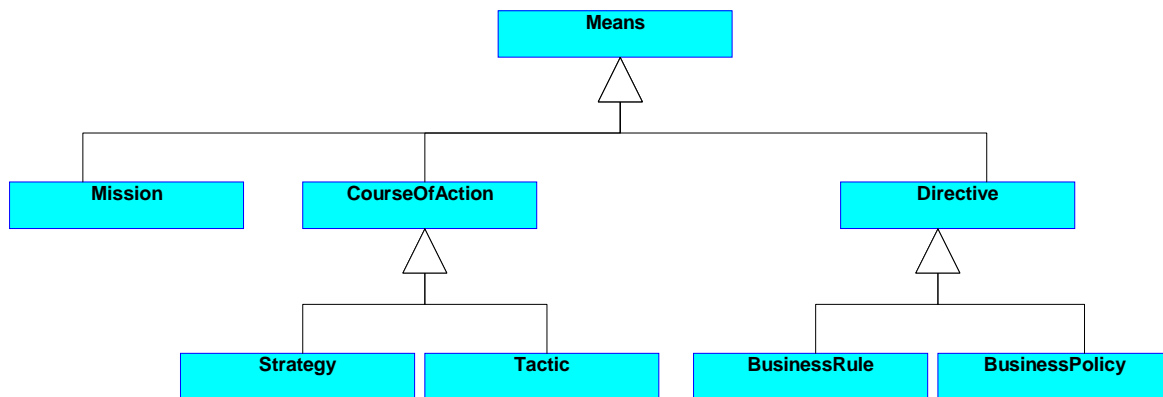 Means
Mission
CourseOfAction
Directive
Strategy
Tactic
BusinessRule
BusinessPolicy